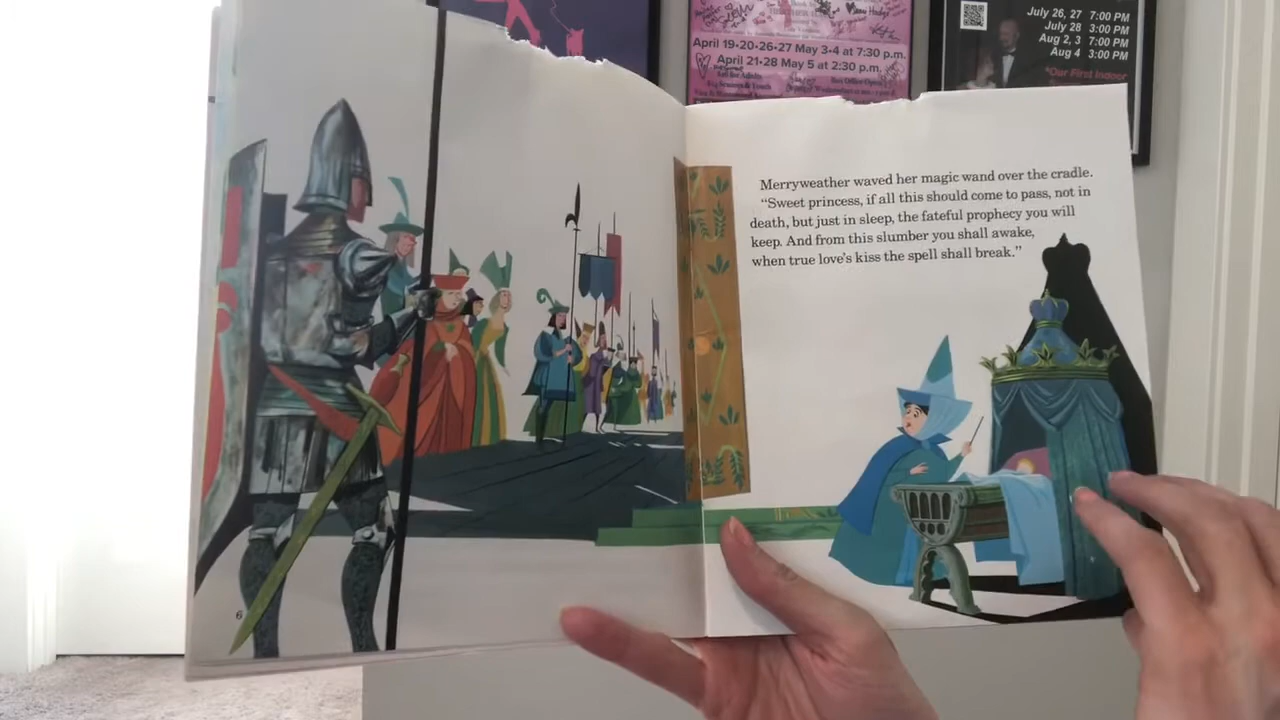 April 19•20•26•27 May 3•4 at 7:30 p.m.
April 21•28 May 5 at 2:30 p.m.
July 26, 27 7:00 PM
July 28 3:00 PM
Aug 2, 3 7:00 PM
Aug 4 3:00 PM
"Our First Indoor
Merryweather waved her magic wand over the cradle.
"Sweet princess, if all this should come to pass, not in
death, but just in sleep, the fateful prophecy you will
keep. And from this slumber you shall awake,
when true love's kiss the spell shall break."
6